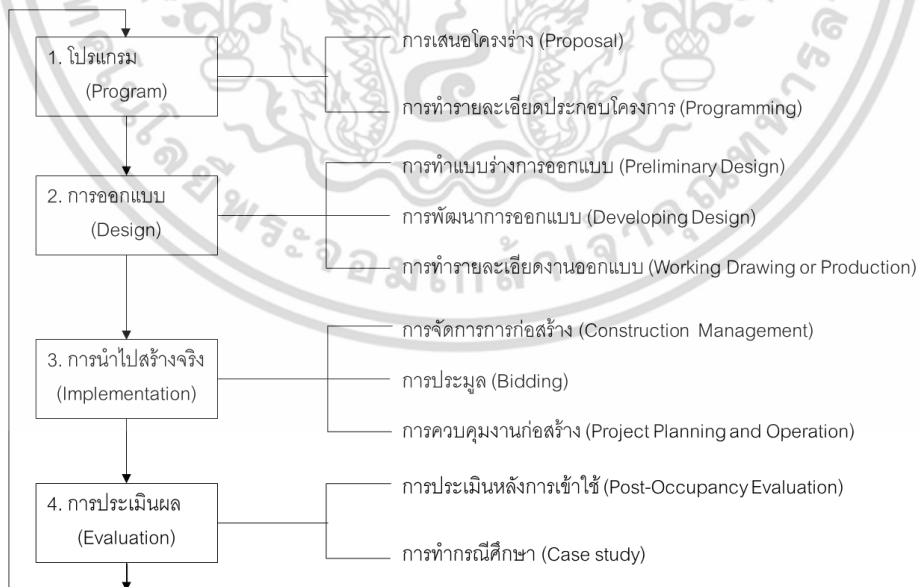 1. โปรแกรม
(Program)
การเสนอโครงร่าง (Proposal)
การทำรายละเอียดประกอบโครงการ (Programming)
2. การออกแบบ
(Design)
การทำแบบร่างการออกแบบ (Preliminary Design)
การพัฒนาการออกแบบ (Developing Design)
การทำรายละเอียดงานออกแบบ (Working Drawing or Production)
3. การนำไปสร้างจริง
(Implementation)
การจัดการการก่อสร้าง (Construction Management)
การประมูล (Bidding)
การควบคุมงานก่อสร้าง (Project Planning and Operation)
4. การประเมินผล
(Evaluation)
การประเมินหลังการเข้าใช้ (Post-Occupancy Evaluation)
การทำกรณีศึกษา (Case study)